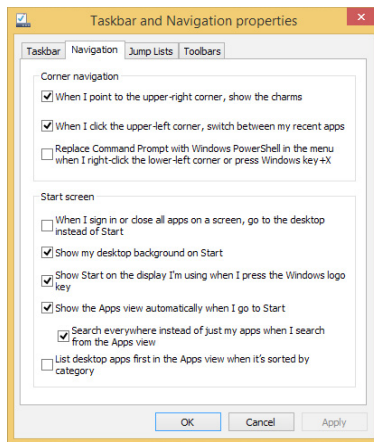 Taskbar and Navigation properties
Taskbar Navigation Jump Lists Toolbars
Corner navigation
When I point to the upper-right corner, show the charms
When I click the upper-left corner, switch between my recent apps
Replace Command Prompt with Windows PowerShell in the menu
when I right-click the lower-left corner or press Windows key+X
Start screen
When I sign in or close all apps on a screen, go to the desktop
instead of Start
Show my desktop background on Start
Show Start on the display I'm using when I press the Windows logo
key
Show the Apps view automatically when I go to Start
Search everywhere instead of just my apps when I search
from the Apps view
List desktop apps first in the Apps view when it's sorted by
category
OK Cancel Apply